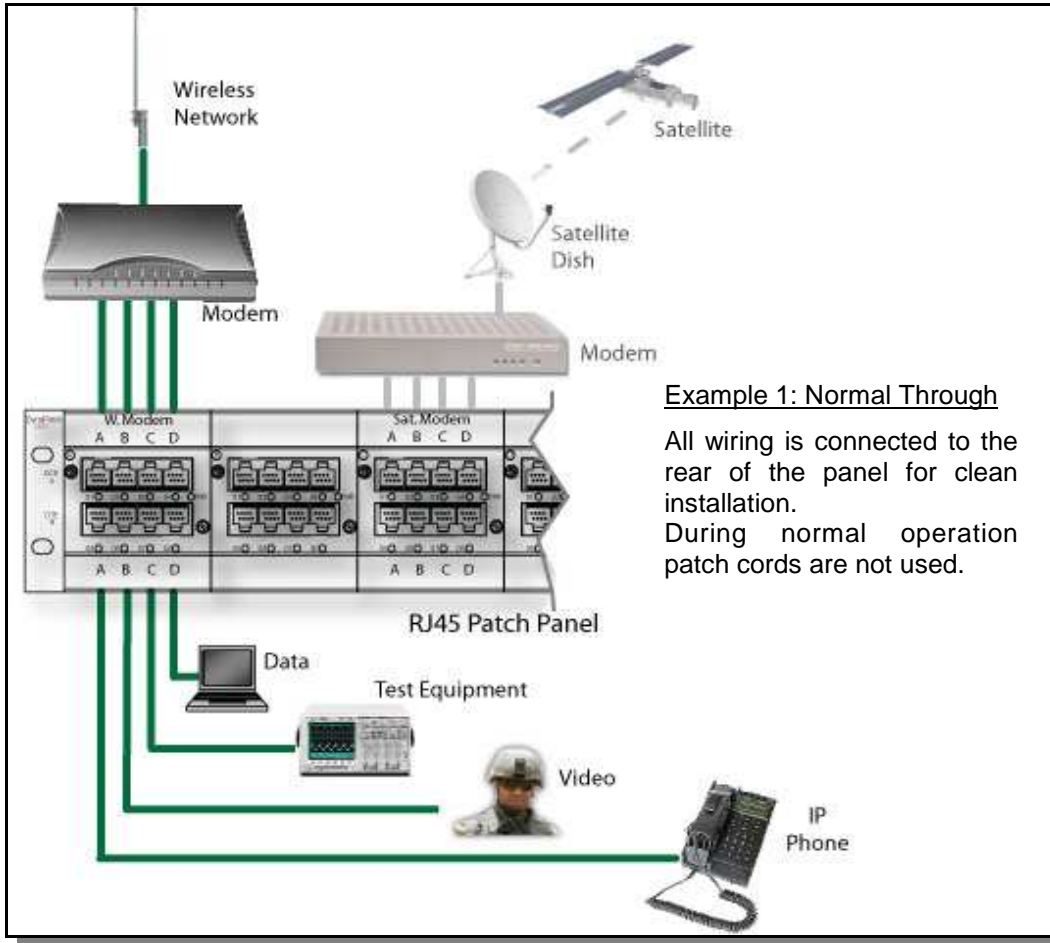 Wireless
Network
Satellite
Satellite
Dish
Modem
Modem
Example 1: Normal Through
All wiring is connected to the
rear of the panel for clean
installation.
During normal operation
patch cords are not used.
W. Modem
A B C D
Sat. Modem
A B C D
A B C D
A B C D
RJ45 Patch Panel
Data
Test Equipment
Video
IP
Phone